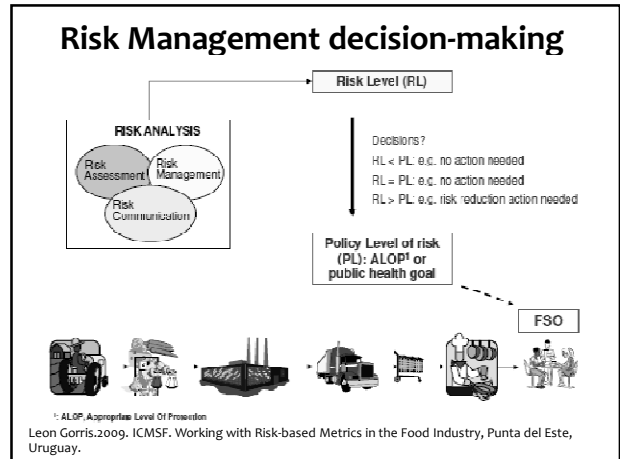 Risk Management decision-making
Risk Level (RL)
RISK ANALYSIS
Risk
Assessment
Risk
Management
Risk
Communication
Decisions?
RL < PL: e.g. no action needed
RL = PL: e.g. no action needed
RL > PL: e.g. risk reduction action needed
Policy Level of risk
(PL): ALOP¹ or
public health goal
FSO
¹: ALOP, Appropriate Level Of Protection
Leon Gorris.2009. ICMSF. Working with Risk-based Metrics in the Food Industry, Punta del Este,
Uruguay.